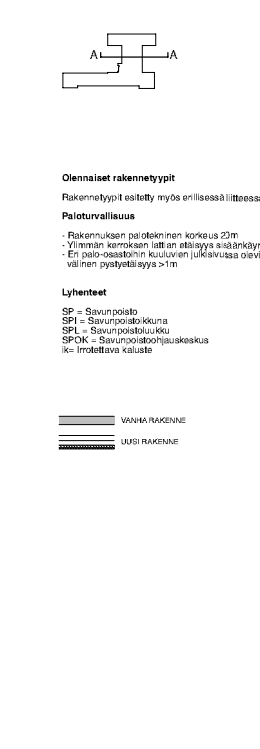 A A
Olennaiset rakennetyypit
Rakennetyypit esitetty myös erillisessä liitteess
Paloturvallisuus
- Rakennuksen palotekninen korkeus 20m
- Ylimmän kerroksen lattian etäisyys sisäänkäyn
- Eri palo-osastoihin kuuluvien julkisivussa olevi
välinen pystyetäisyys >1m
Lyhenteet
SP = Savunpoisto
SPI = Savunpoistoikkuna
SPL = Savunpoistoluukku
SPOK = Savunpoistoohjauskeskus
ik= Irrotettava kaluste
VANHA RAKENNE
UUSI RAKENNE